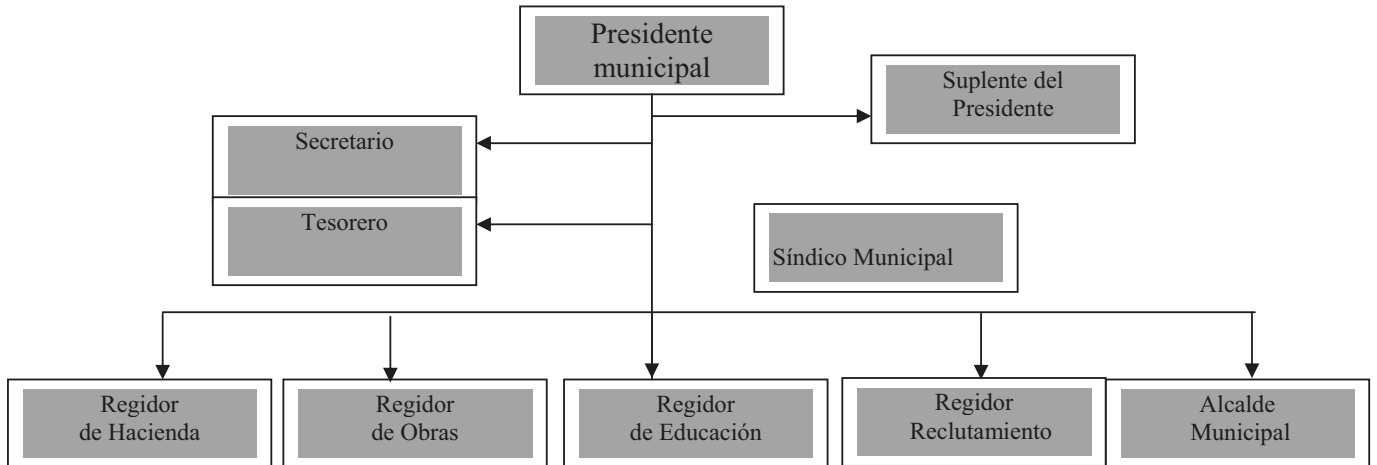 Presidente
municipal
Suplente del
Presidente
Secretario
Tesorero
Síndico Municipal
Regidor
de Hacienda
Regidor
de Obras
Regidor
de Educación
Regidor
Reclutamiento
Alcalde
Municipal